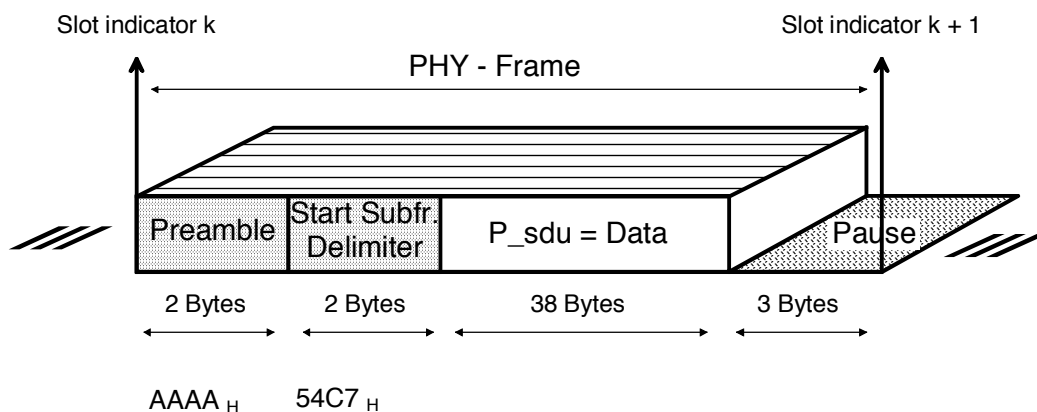 Slot indicator k
Slot indicator k + 1
PHY - Frame
Preamble
Start Subfr.
Delimiter
P_sdu = Data
Pause
2 Bytes
2 Bytes
38 Bytes
3 Bytes
AAAA H
54C7 H